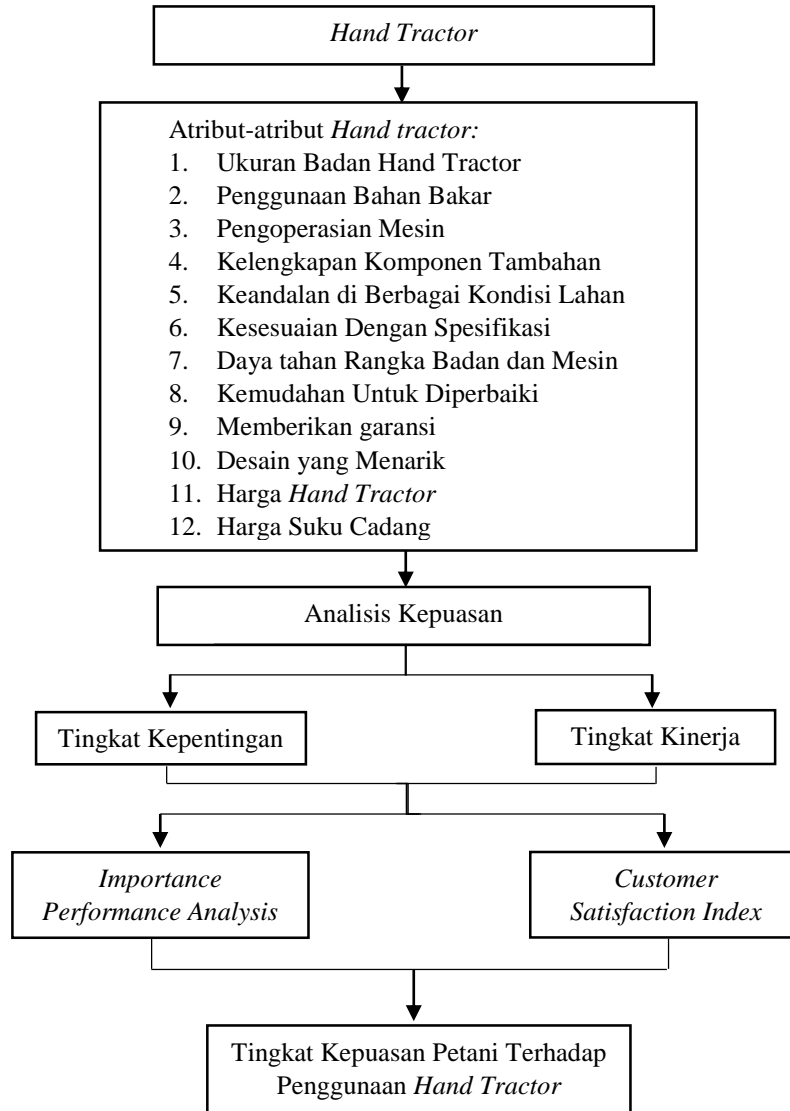 Hand Tractor
Atribut-atribut Hand tractor:
1. Ukuran Badan Hand Tractor
2. Penggunaan Bahan Bakar
3. Pengoperasian Mesin
4. Kelengkapan Komponen Tambahan
5. Keandalan di Berbagai Kondisi Lahan
6. Kesesuaian Dengan Spesifikasi
7. Daya tahan Rangka Badan dan Mesin
8. Kemudahan Untuk Diperbaiki
9. Memberikan garansi
10. Desain yang Menarik
11. Harga Hand Tractor
12. Harga Suku Cadang
Analisis Kepuasan
Tingkat Kepentingan
Tingkat Kinerja
Importance
Performance Analysis
Customer
Satisfaction Index
Tingkat Kepuasan Petani Terhadap
Penggunaan Hand Tractor